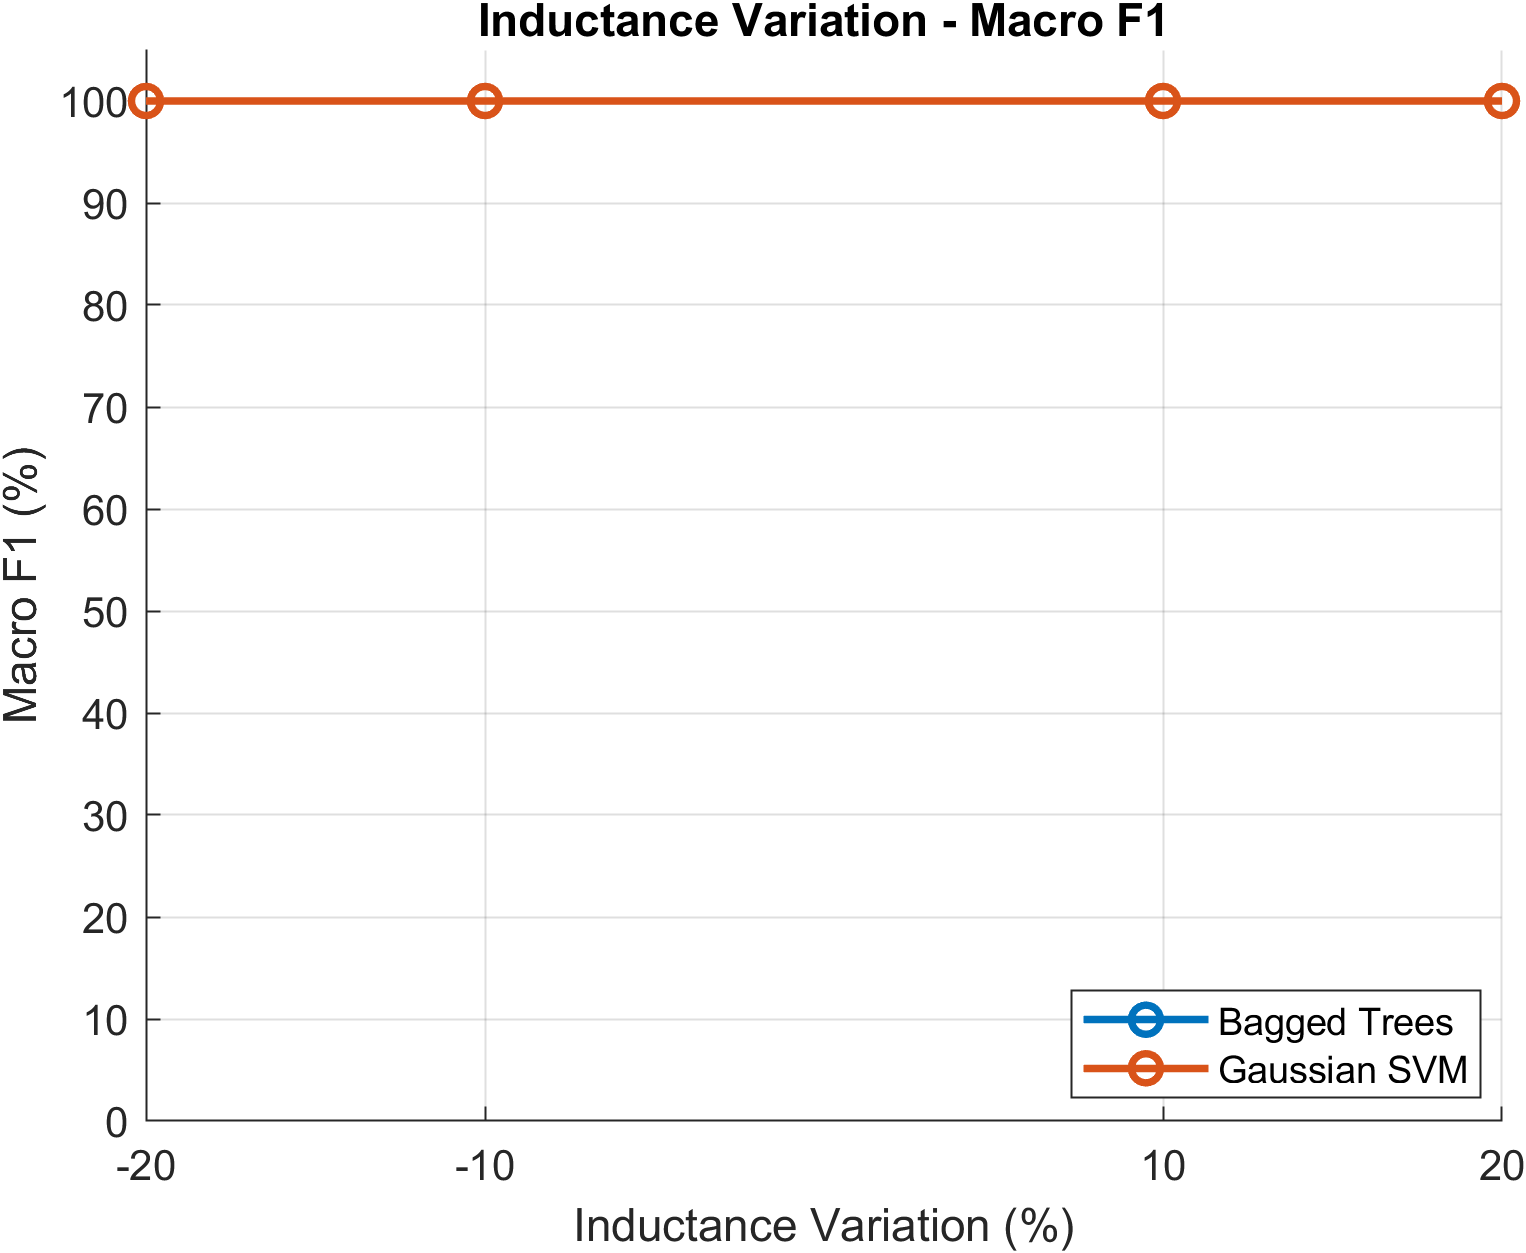 Inductance Variation - Macro F1
Macro F1 (%)
100
90
80
70
60
50
40
30
20
10
0
-20 -10 10 20
Inductance Variation (%)
Bagged Trees
Gaussian SVM